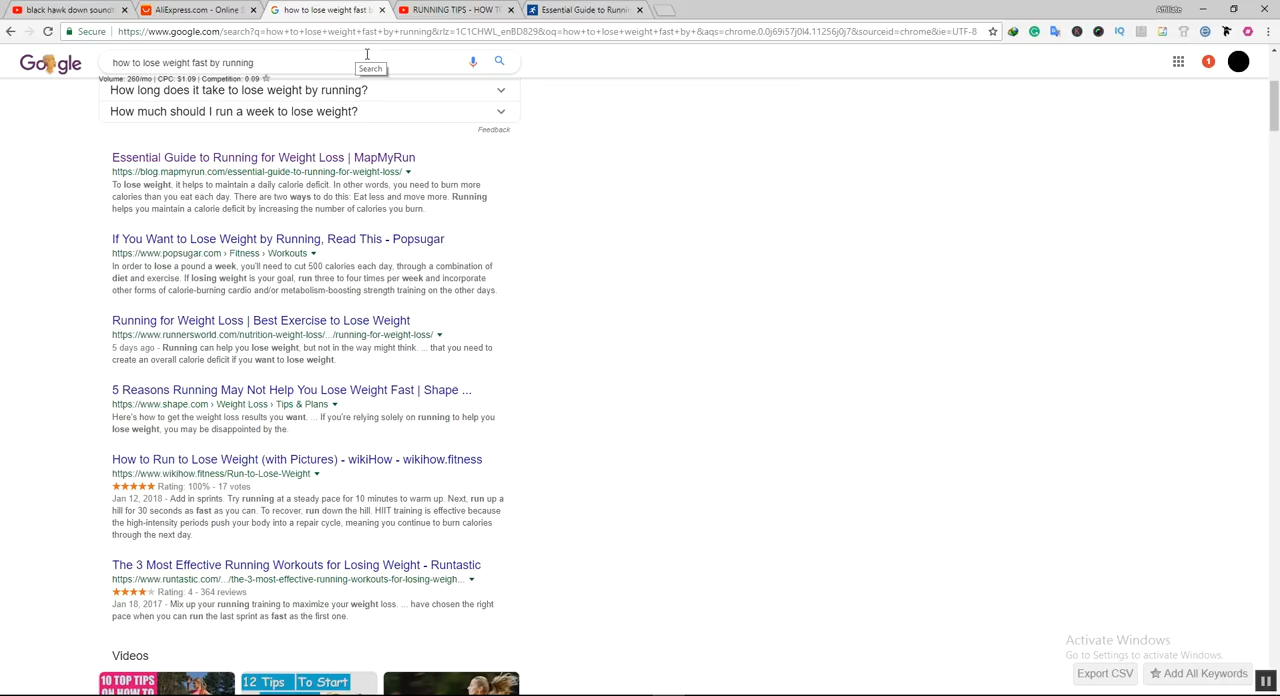 black hawk down sound
AliExpress.com - Online S
how to lose weight fast b
RUNNING TIPS - HOW T
Essential Guide to Runni
Affiliate
Secure
https://www.google.com/search?q=how+to+lose+weight+fast+by+running&rlz=1C1CHWL_enBD829&oq=how+to+lose+weight+fast+by+&aqs=chrome.0.0j69i57j0l4.11256j0j7&sourceid=chrome&ie=UTF-8
how to lose weight fast by running
Search
1
Volume: 260/mo | CPC: $1.09 | Competition: 0.09
How long does it take to lose weight by running?
How much should I run a week to lose weight?
Feedback
Essential Guide to Running for Weight Loss | MapMyRun
https://blog.mapmyrun.com/essential-guide-to-running-for-weight-loss/
To lose weight, it helps to maintain a daily calorie deficit. In other words, you need to burn more
calories than you eat each day. There are two ways to do this: Eat less and move more. Running
helps you maintain a calorie deficit by increasing the number of calories you burn.
If You Want to Lose Weight by Running, Read This - Popsugar
https://www.popsugar.com › Fitness › Workouts
In order to lose a pound a week, you'll need to cut 500 calories each day, through a combination of
diet and exercise. If losing weight is your goal, run three to four times per week and incorporate
other forms of calorie-burning cardio and/or metabolism-boosting strength training on the other days.
Running for Weight Loss | Best Exercise to Lose Weight
https://www.runnersworld.com/nutrition-weight-loss/.../running-for-weight-loss/
5 days ago - Running can help you lose weight, but not in the way might think. ... that you need to
create an overall calorie deficit if you want to lose weight.
5 Reasons Running May Not Help You Lose Weight Fast | Shape ...
https://www.shape.com › Weight Loss › Tips & Plans
Here's how to get the weight loss results you want. ... If you're relying solely on running to help you
lose weight, you may be disappointed by the.
How to Run to Lose Weight (with Pictures) - wikiHow - wikihow.fitness
https://www.wikihow.fitness/Run-to-Lose-Weight
Rating: 100% - 17 votes
Jan 12, 2018 - Add in sprints. Try running at a steady pace for 10 minutes to warm up. Next, run up a
hill for 30 seconds as fast as you can. To recover, run down the hill. HIIT training is effective because
the high-intensity periods push your body into a repair cycle, meaning you continue to burn calories
through the next day.
The 3 Most Effective Running Workouts for Losing Weight - Runtastic
https://www.runtastic.com/.../the-3-most-effective-running-workouts-for-losing-weigh...
Rating: 4 - 364 reviews
Jan 18, 2017 - Mix up your running training to maximize your weight loss. ... have chosen the right
pace when you can run the last sprint as fast as the first one.
Videos
10 TOP TIPS
ON HOW TO
12 Tips To Start
Activate Windows
Go to Settings to activate Windows.
Export CSV
Add All Keywords